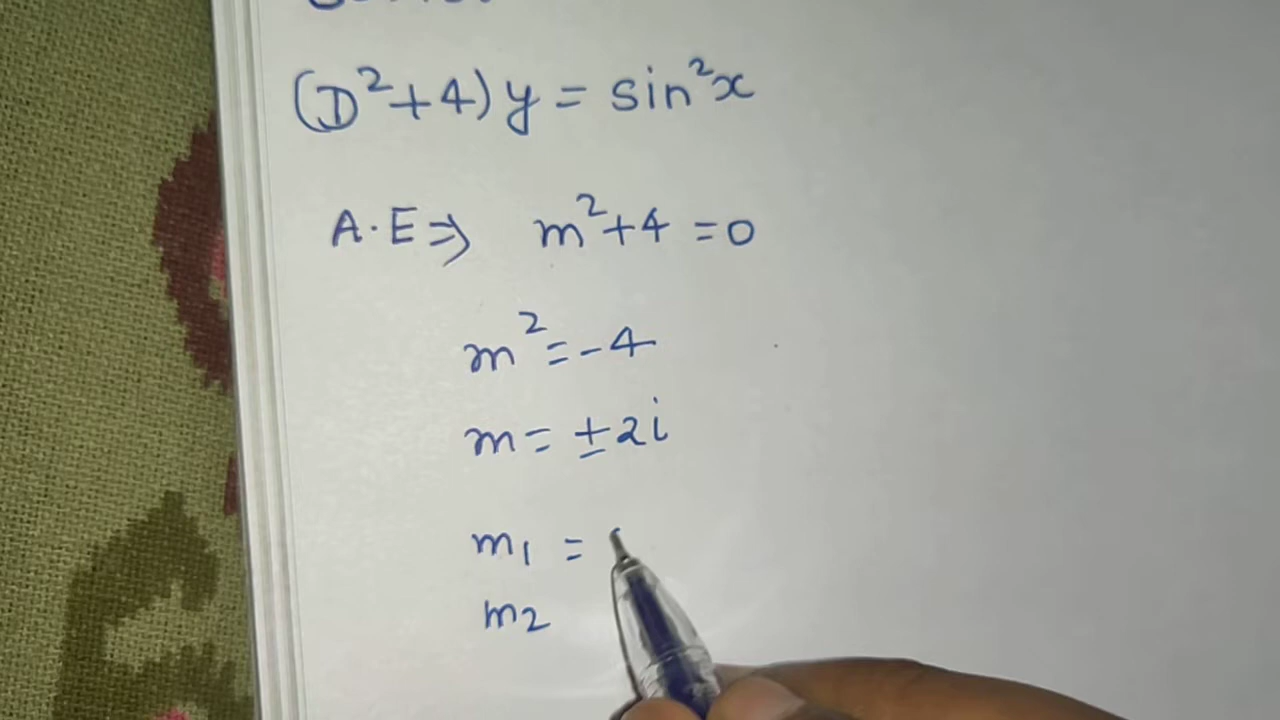 (D²+4)y = sin²x
A.E ⇒ m²+4 = 0
m² = -4
m = ±2i
m₁ =
m₂